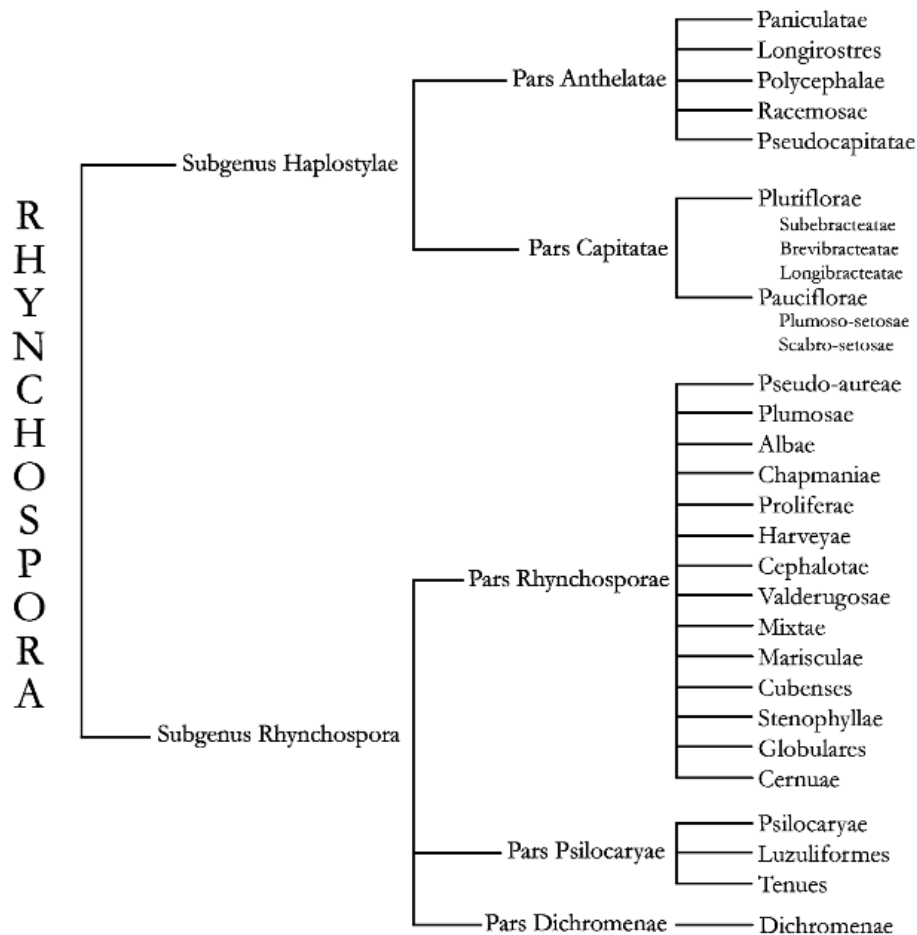 RHYNCHOSPORA
Subgenus Haplostylae
Pars Anthelatae
Paniculatae
Longirostres
Polycephalae
Racemosae
Pseudocapitatae
Pars Capitatae
Pluriflorae
Subebracteatae
Brevibracteatae
Longibracteatae
Pauciflorae
Plumoso-setosae
Scabro-setosae
Subgenus Rhynchospora
Pars Rhynchosporae
Pseudo-aureae
Plumosae
Albae
Chapmaniae
Proliferae
Harveyae
Cephalotae
Valderugosae
Mixtae
Marisculae
Cubenses
Stenophyllae
Globulares
Cernuae
Pars Psilocaryae
Psilocaryae
Luzuliformes
Tenues
Pars Dichromenae
Dichromenae